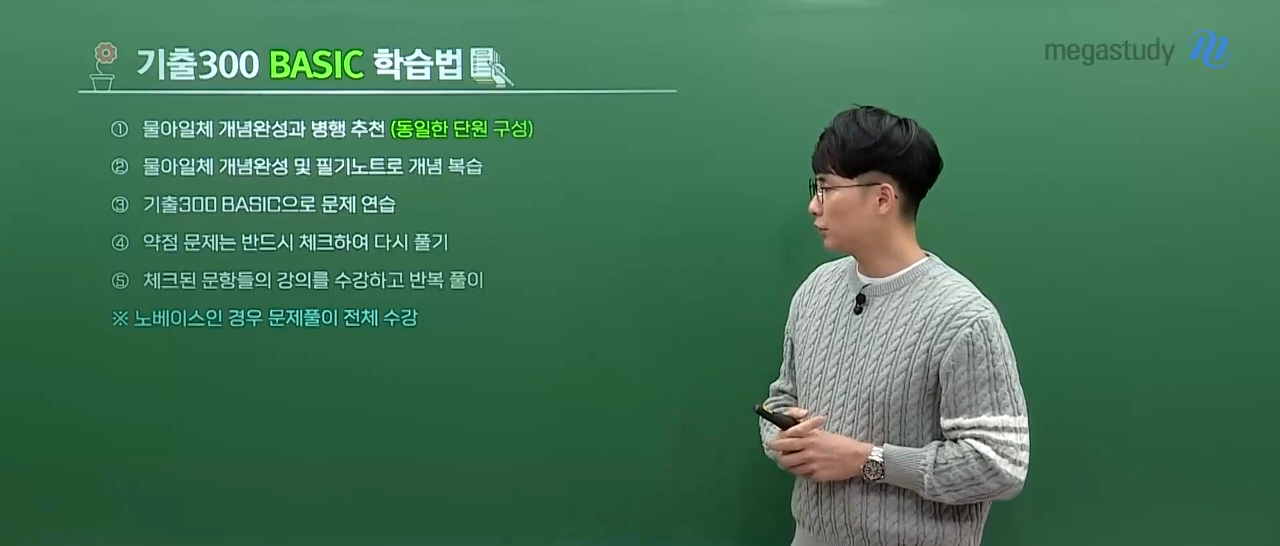 기출300 BASIC 학습법
megastudy
① 물아일체 개념완성과 병행 추천 (동일한 단원 구성)
② 물아일체 개념완성 및 필기노트로 개념 복습
③ 기출300 BASIC으로 문제 연습
④ 약점 문제는 반드시 체크하여 다시 풀기
⑤ 체크된 문항들의 강의를 수강하고 반복 풀이
※ 노베이스인 경우 문제풀이 전체 수강